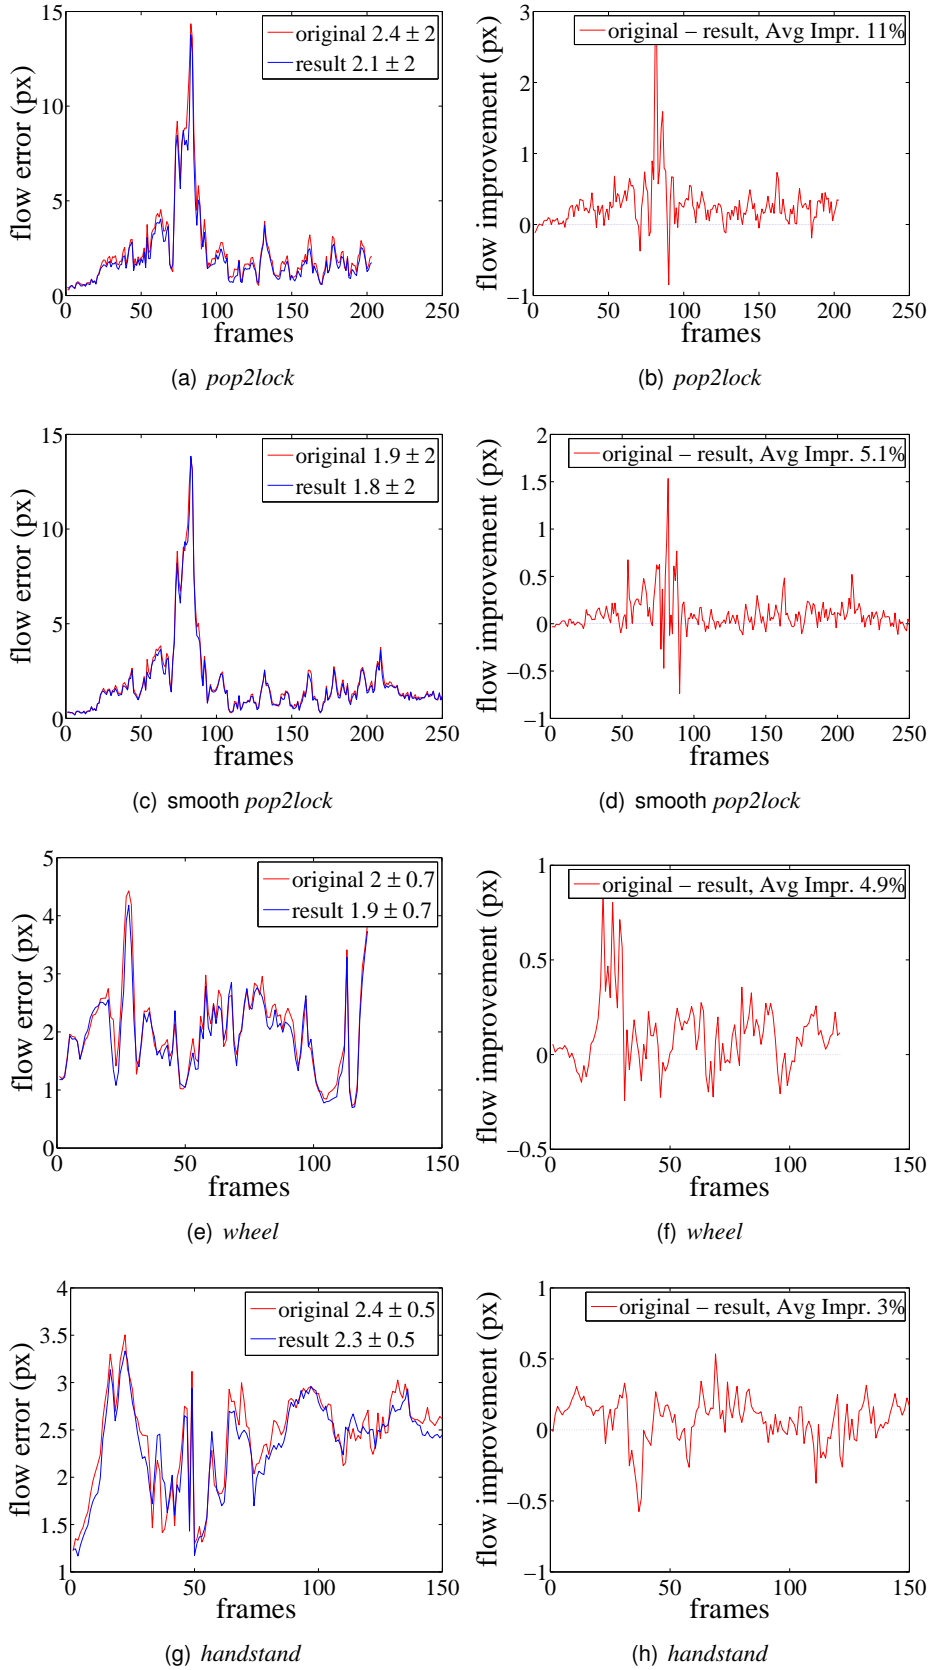 15
10
5
0
flow error (px)
original 2.4 ± 2
result 2.1 ± 2
0 50 100 150 200 250
frames
(a) pop2lock
3
2
1
0
−1
flow improvement (px)
original − result, Avg Impr. 11%
0 50 100 150 200 250
frames
(b) pop2lock
15
10
5
0
flow error (px)
original 1.9 ± 2
result 1.8 ± 2
0 50 100 150 200 250
frames
(c) smooth pop2lock
2
1.5
1
0.5
0
−0.5
−1
flow improvement (px)
original − result, Avg Impr. 5.1%
0 50 100 150 200 250
frames
(d) smooth pop2lock
5
4
3
2
1
0
flow error (px)
original 2 ± 0.7
result 1.9 ± 0.7
0 50 100 150
frames
(e) wheel
1
0.5
0
−0.5
flow improvement (px)
original − result, Avg Impr. 4.9%
0 50 100 150
frames
(f) wheel
4
3.5
3
2.5
2
1.5
1
flow error (px)
original 2.4 ± 0.5
result 2.3 ± 0.5
0 50 100 150
frames
(g) handstand
1
0.5
0
−0.5
−1
flow improvement (px)
original − result, Avg Impr. 3%
0 50 100 150
frames
(h) handstand